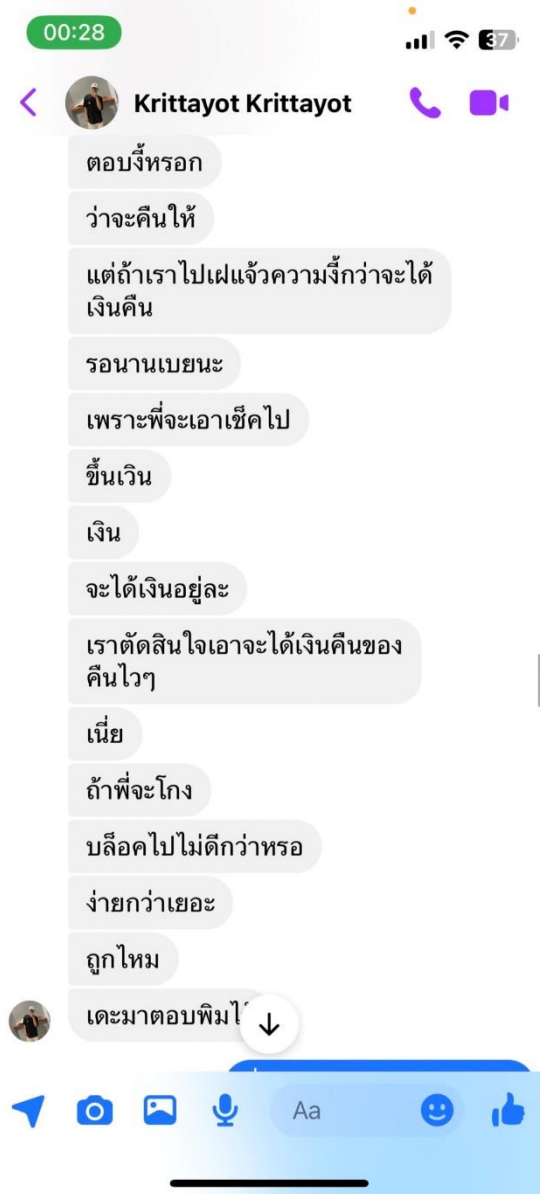 00:28
37
Krittayot Krittayot
ตอบงี้หรอก
ว่าจะคืนให้
แต่ถ้าเราไปเฝแจ้วความงี้กว่าจะได้
เงินคืน
รอนานเบยนะ
เพราะพี่จะเอาเช็คไป
ขึ้นเวิน
เงิน
จะได้เงินอยู่ละ
เราตัดสินใจเอาจะได้เงินคืนของ
คืนไวๆ
เนี่ย
ถ้าพี่จะโกง
บล็อคไปไม่ดีกว่าหรอ
ง่ายกว่าเยอะ
ถูกไหม
เดะมาตอบพิม
Aa